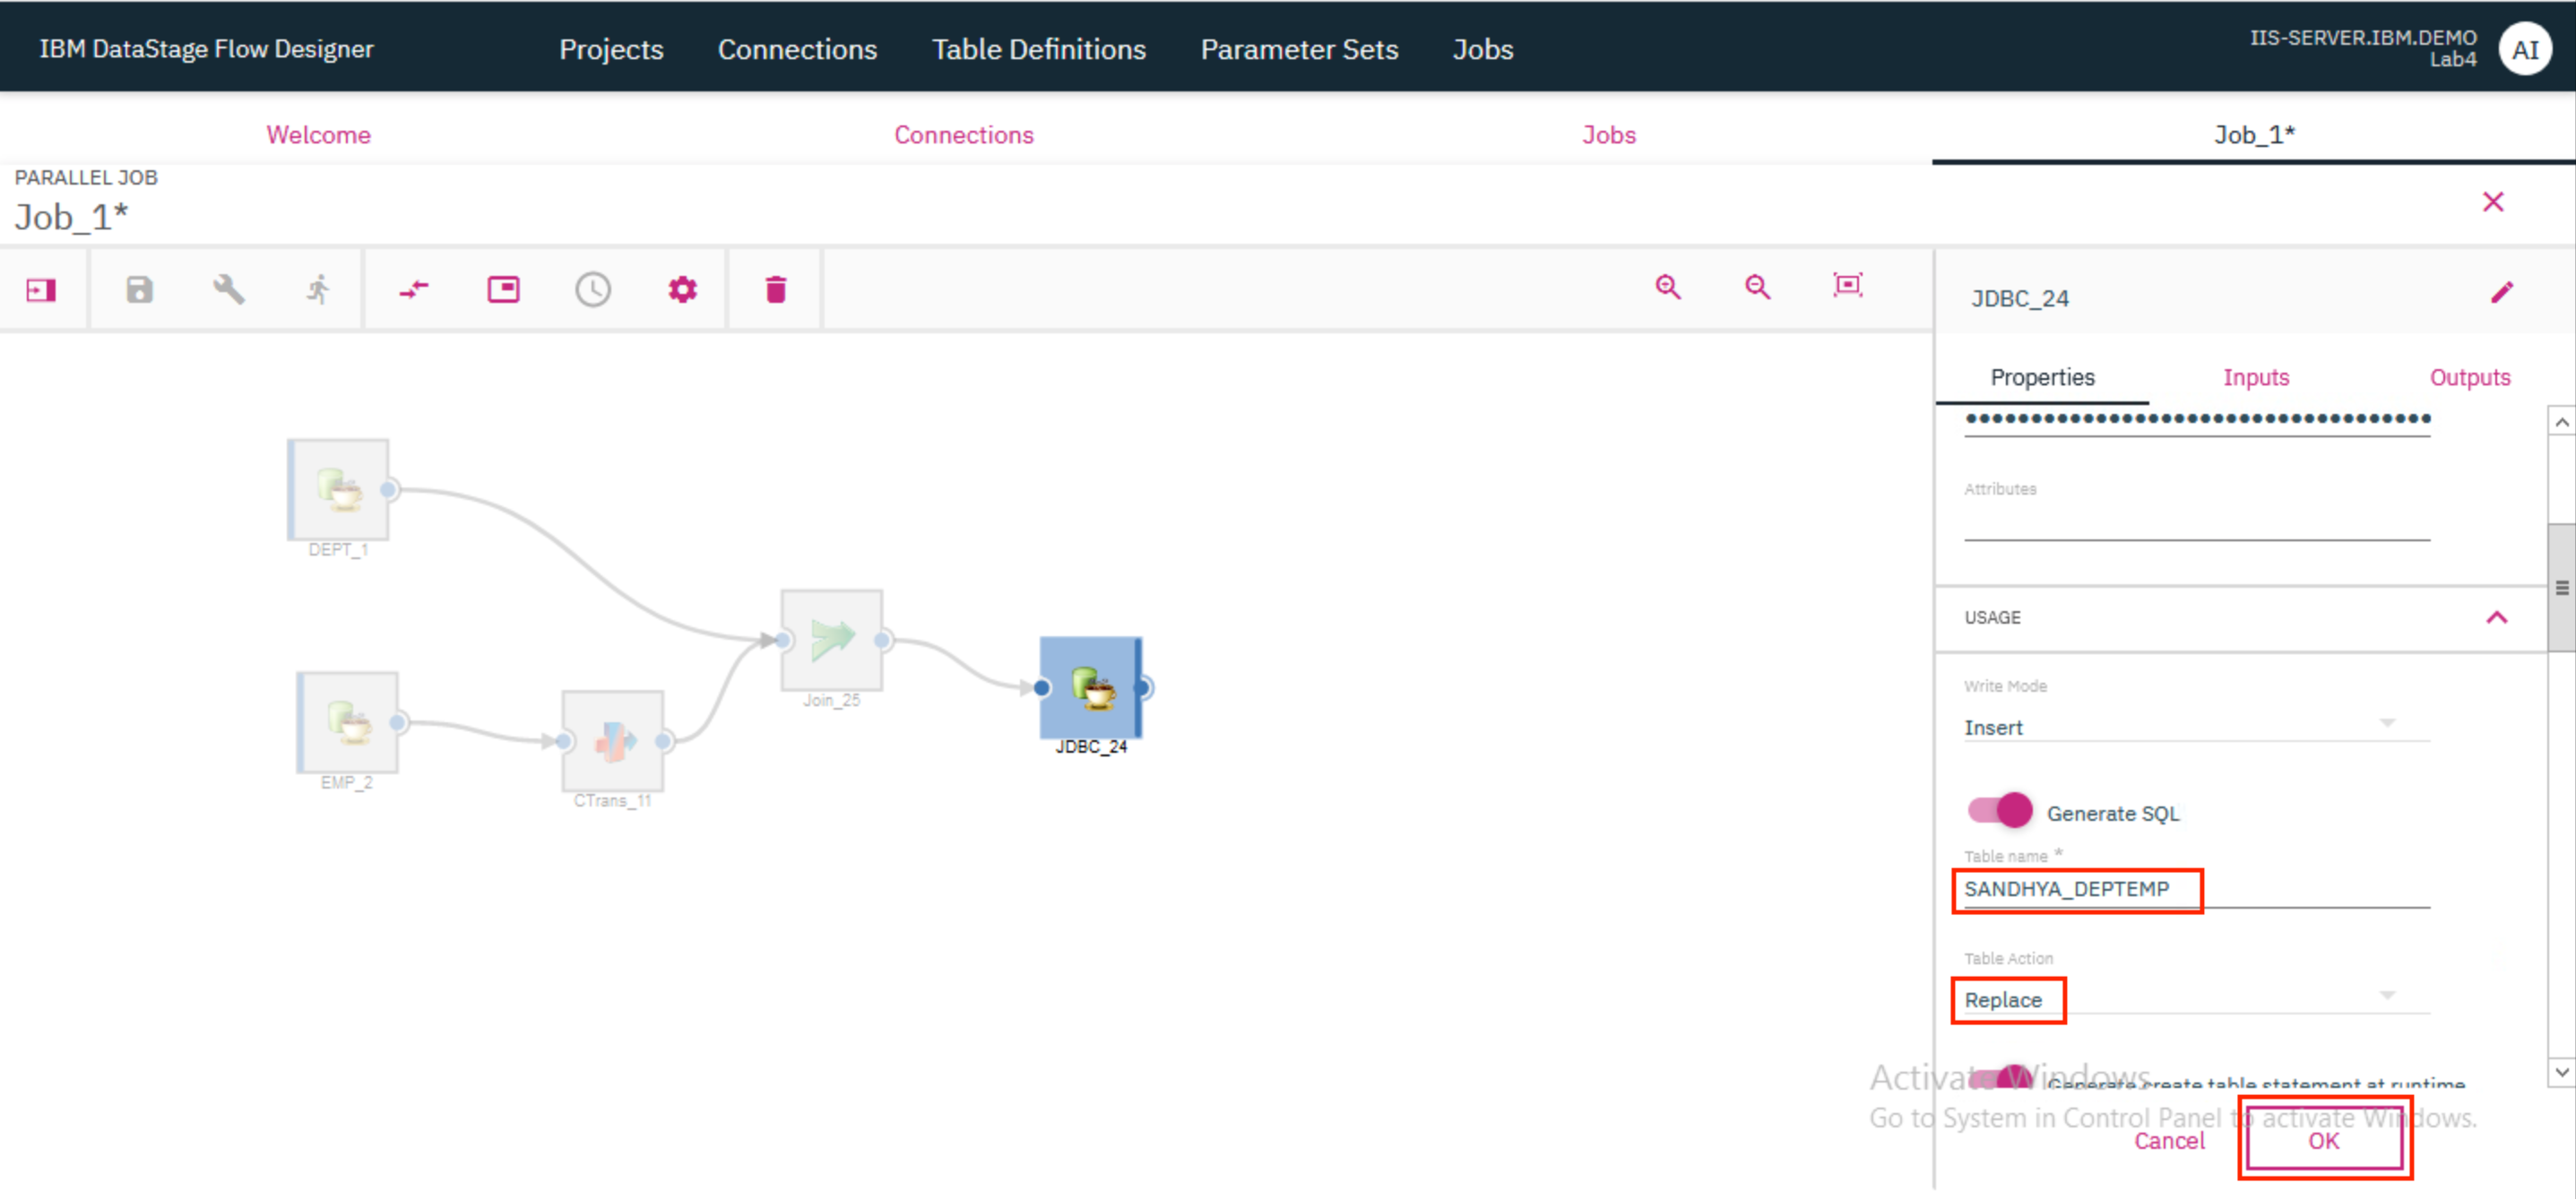 IBM DataStage Flow Designer
Projects
Connections
Table Definitions
Parameter Sets
Jobs
IIS-SERVER.IBM.DEMO
Lab4
AI
Welcome
Connections
Jobs
Job_1*
PARALLEL JOB
Job_1*
JDBC_24
Properties
Inputs
Outputs
Attributes
USAGE
Write Mode
Insert
Generate SQL
Table name *
SANDHYA_DEPTEMP
Table Action
Replace
Generate create table statement at runtime
Cancel
OK
DEPT_1
EMP_2
CTrans_11
Join_25
JDBC_24
Activate Windows
Go to System in Control Panel to activate Windows.